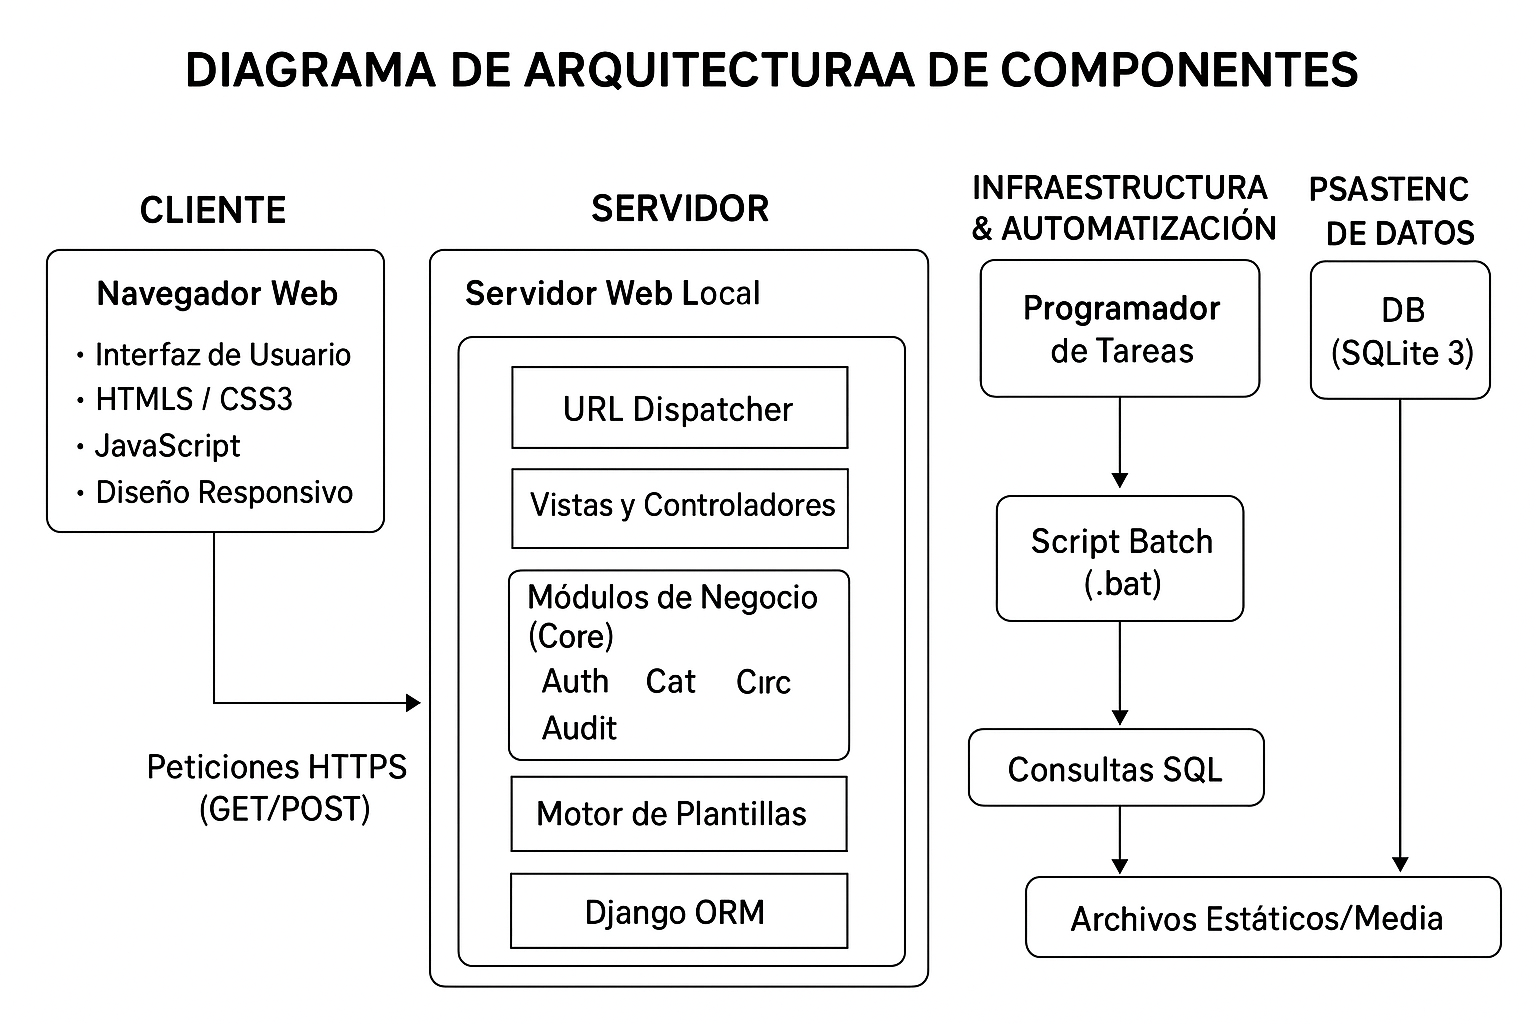 DIAGRAMA DE ARQUITECTURAA DE COMPONENTES
CLIENTE
Navegador Web
• Interfaz de Usuario
• HTMLS / CSS3
• JavaScript
• Diseño Responsivo
Peticiones HTTPS
(GET/POST)
SERVIDOR
Servidor Web Local
URL Dispatcher
Vistas y Controladores
Módulos de Negocio
(Core)
Auth Cat Cırc
Audit
Motor de Plantillas
Django ORM
INFRAESTRUCTURA
& AUTOMATIZACIÓN
Programador
de Tareas
Script Batch
(.bat)
Consultas SQL
PSASTENC
DE DATOS
DB
(SQLite 3)
Archivos Estáticos/Media